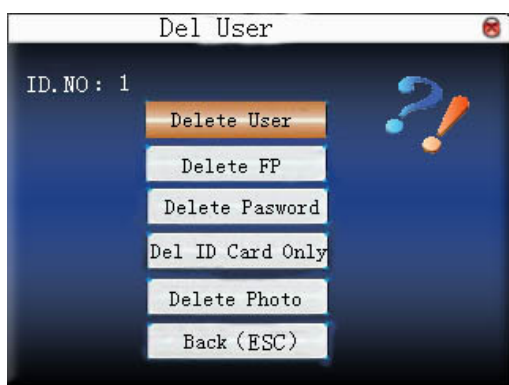 Del User
ID.NO: 1
Delete User
Delete FP
Delete Pasword
Del ID Card Only
Delete Photo
Back(ESC)